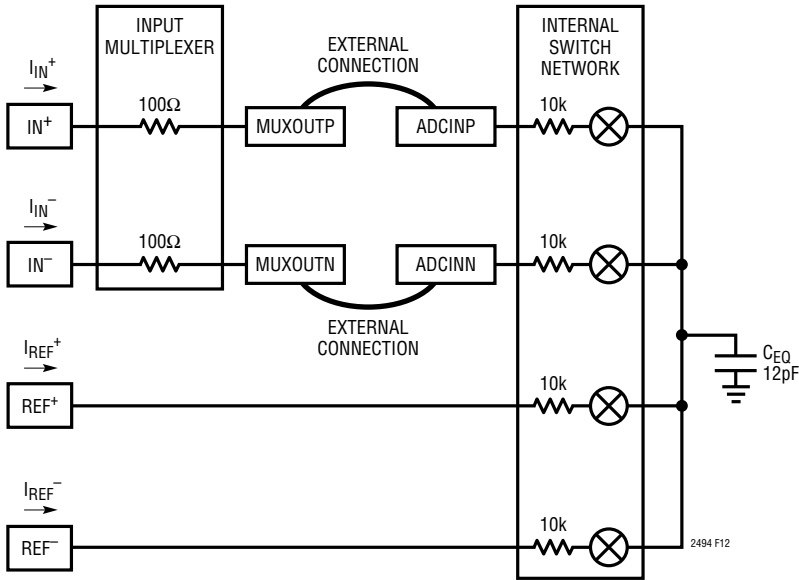 INPUT
MULTIPLEXER
EXTERNAL
CONNECTION
INTERNAL
SWITCH
NETWORK
IIN+
IN+
100Ω
MUXOUTP
ADCINP
10k
IIN–
IN–
100Ω
MUXOUTN
ADCINN
10k
EXTERNAL
CONNECTION
IREF+
REF+
10k
CEQ
12pF
IREF–
REF–
10k
2494 F12